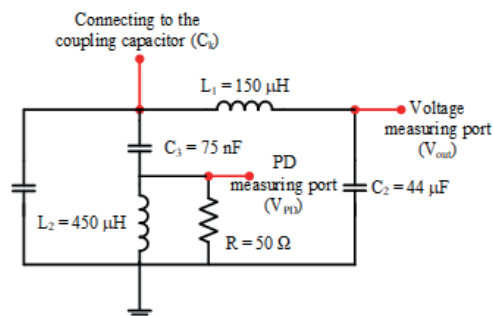 Connecting to the
coupling capacitor (Cₖ)
L₁ = 150 μH
Voltage
measuring port
(Vₒᵤₜ)
C₃ = 75 nF
PD
measuring port
(V_PD)
C₂ = 44 μF
L₂ = 450 μH
R = 50 Ω